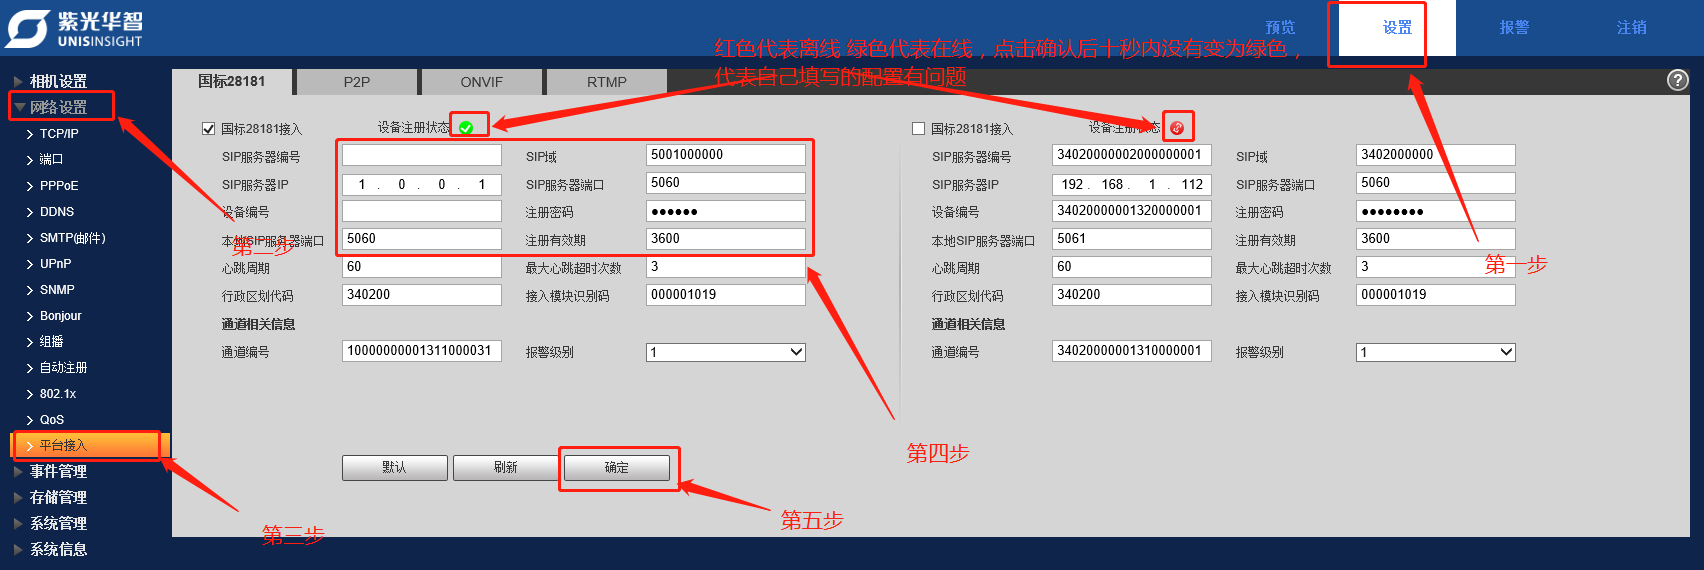 紫光华智
UNISINSIGHT
预览
设置
报警
注销
红色代表离线 绿色代表在线，点击确认后十秒内没有变为绿色，
代表自己填写的配置有问题
相机设置
网络设置
TCP/IP
端口
PPPoE
DDNS
SMTP(邮件)
UPnP
SNMP
Bonjour
组播
自动注册
802.1x
QoS
平台接入
事件管理
存储管理
系统管理
系统信息
国标28181
P2P
ONVIF
RTMP
?
国标28181接入
设备注册状态
SIP服务器编号
SIP域
5001000000
SIP服务器IP
1 . 0 . 0 . 1
SIP服务器端口
5060
设备编号
注册密码
●●●●●●
本地SIP服务器端口
5060
注册有效期
3600
心跳周期
60
最大心跳超时次数
3
行政区划代码
340200
接入模块识别码
000001019
通道相关信息
通道编号
10000000001311000031
报警级别
1
默认
刷新
确定
国标28181接入
设备注册状态
SIP服务器编号
34020000002000000001
SIP域
3402000000
SIP服务器IP
192 . 168 . 1 . 112
SIP服务器端口
5060
设备编号
34020000001320000001
注册密码
●●●●●●●●
本地SIP服务器端口
5061
注册有效期
3600
心跳周期
60
最大心跳超时次数
3
行政区划代码
340200
接入模块识别码
000001019
通道相关信息
通道编号
34020000001310000001
报警级别
1
第一步
第二步
第三步
第四步
第五步